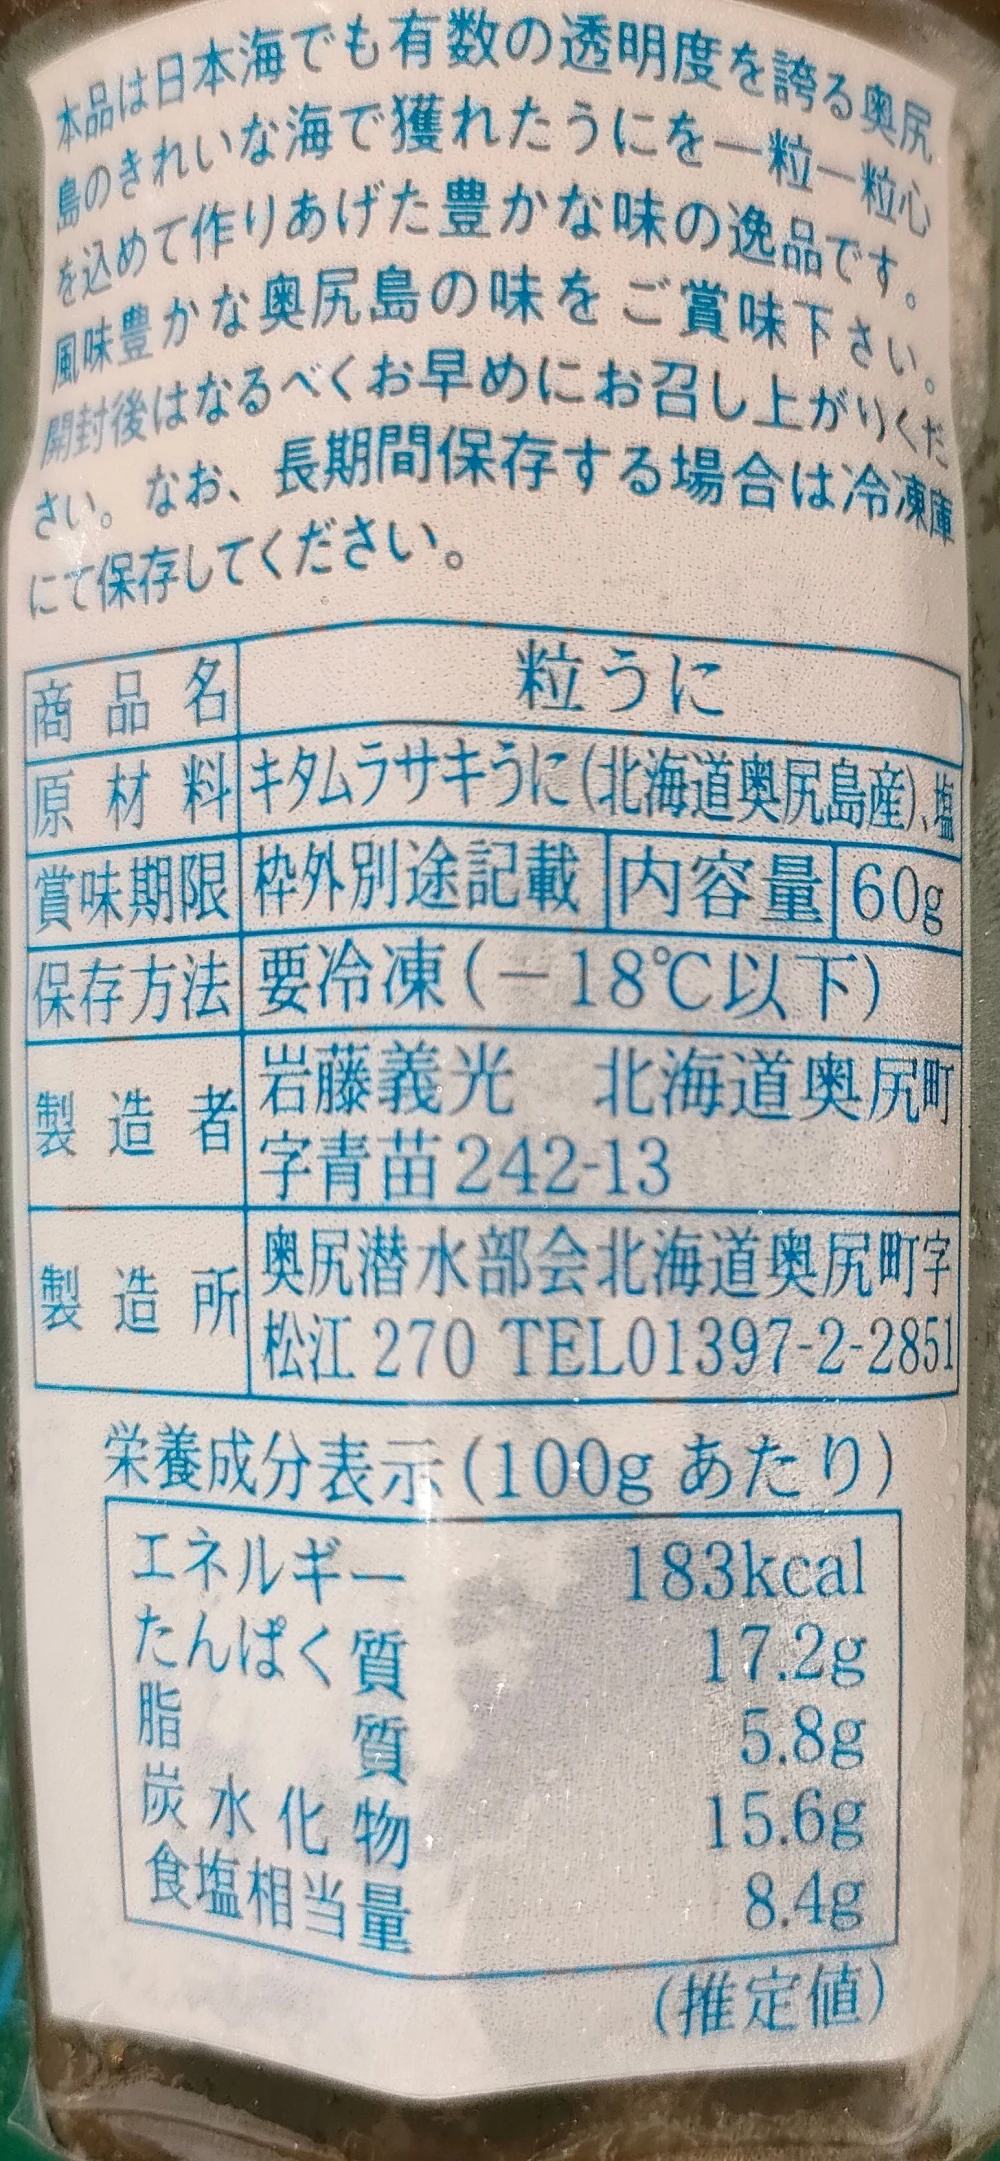 本品は日本海でも有数の透明度を誇る奥尻
島のきれいな海で獲れたうにを一粒一粒心
を込めて作りあげた豊かな味の逸品です。
風味豊かな奥尻島の味をご賞味下さい。
開封後はなるべくお早めにお召し上がりくだ
さい。なお、長期間保存する場合は冷凍庫
にて保存してください。
商品名 粒うに
原材料 キタムラサキうに(北海道奥尻島産)、塩
賞味期限 枠外別途記載 内容量 60g
保存方法 要冷凍(－18℃以下)
製造者 岩藤義光 北海道奥尻町
字青苗242-13
製造所 奥尻潜水部会北海道奥尻町字
松江270 TEL01397-2-2851
栄養成分表示(100gあたり)
エネルギー 183kcal
たんぱく質 17.2g
脂質 5.8g
炭水化物 15.6g
食塩相当量 8.4g
(推定値)